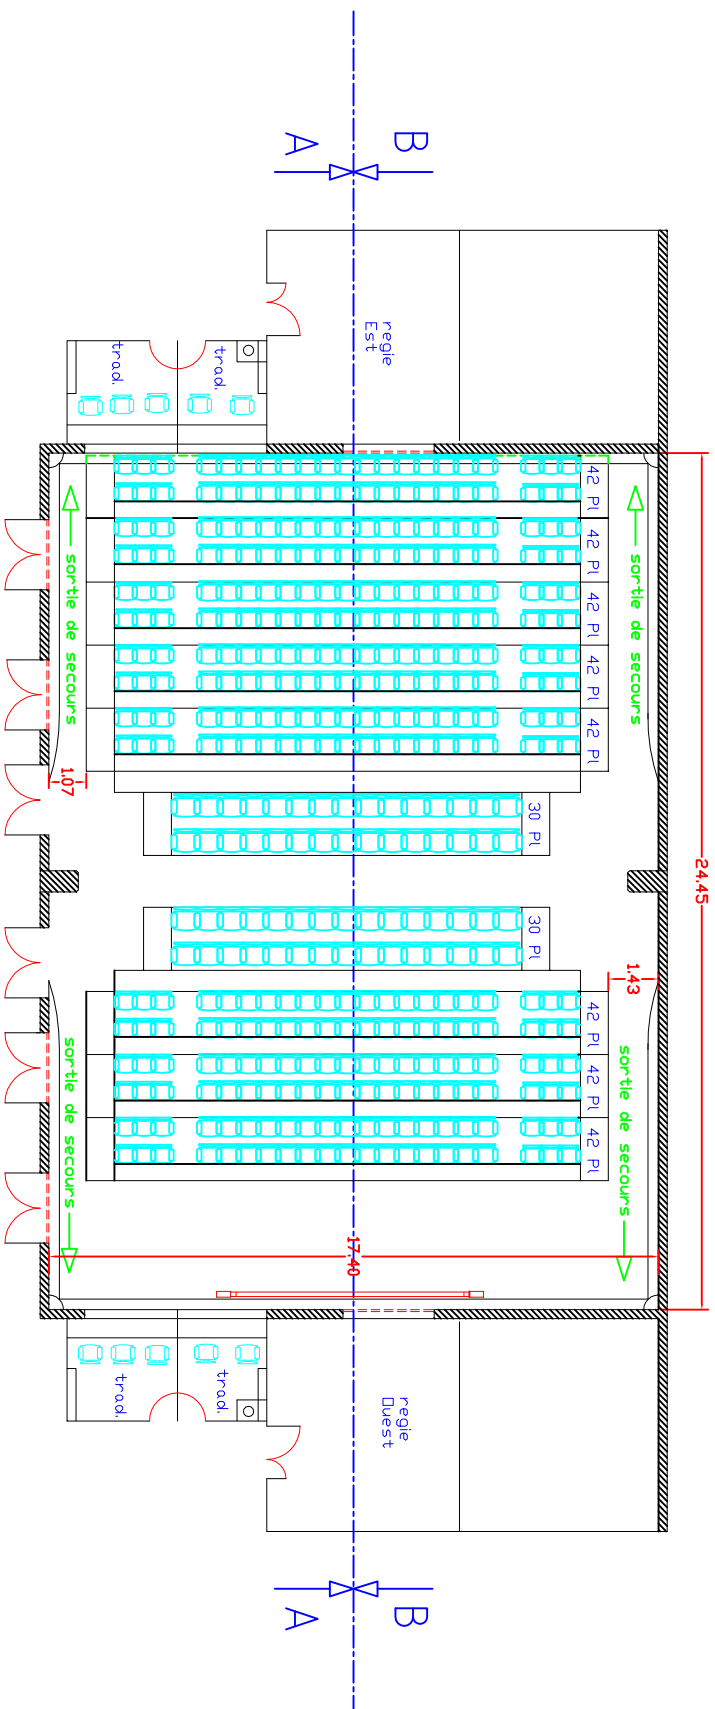 A
B
regie
Est
trad.
trad.
42 Pl
42 Pl
42 Pl
42 Pl
42 Pl
sortie de secours
sortie de secours
1.07
30 Pl
24.45
30 Pl
1.43
42 Pl
42 Pl
42 Pl
sortie de secours
sortie de secours
17.40
trad.
trad.
regie
Ouest
A
B